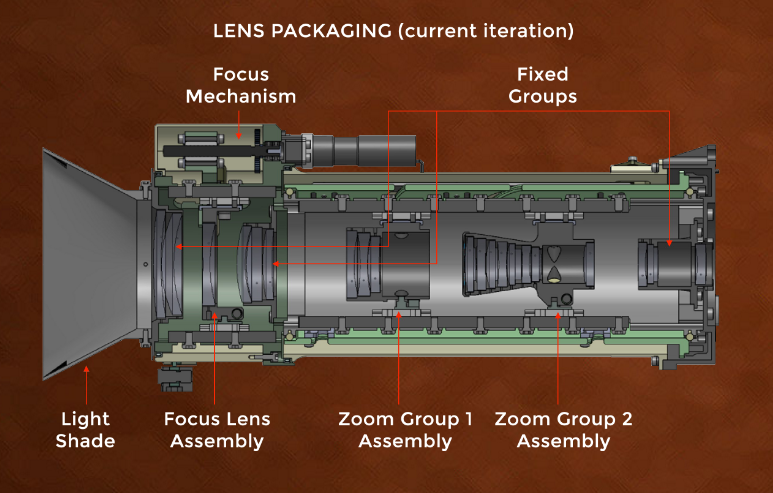 LENS PACKAGING (current iteration)
Focus
Mechanism
Fixed
Groups
Light
Shade
Focus Lens
Assembly
Zoom Group 1
Assembly
Zoom Group 2
Assembly